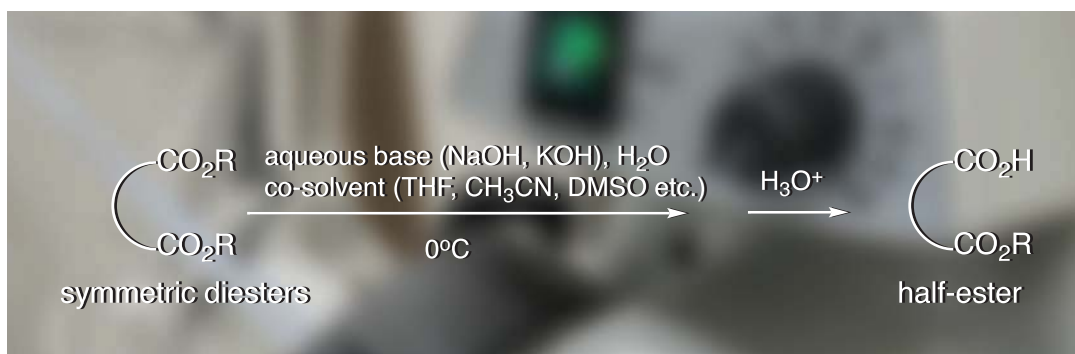 CO₂R
CO₂R
symmetric diesters
aqueous base (NaOH, KOH), H₂O
co-solvent (THF, CH₃CN, DMSO etc.)
0ºC
H₃O⁺
CO₂H
CO₂R
half-ester